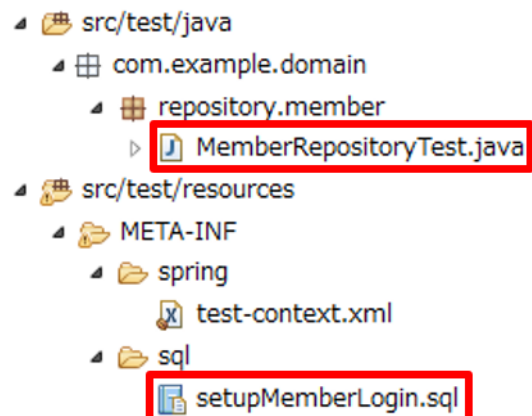 src/test/java
com.example.domain
repository.member
MemberRepositoryTest.java
src/test/resources
META-INF
spring
test-context.xml
sql
setupMemberLogin.sql